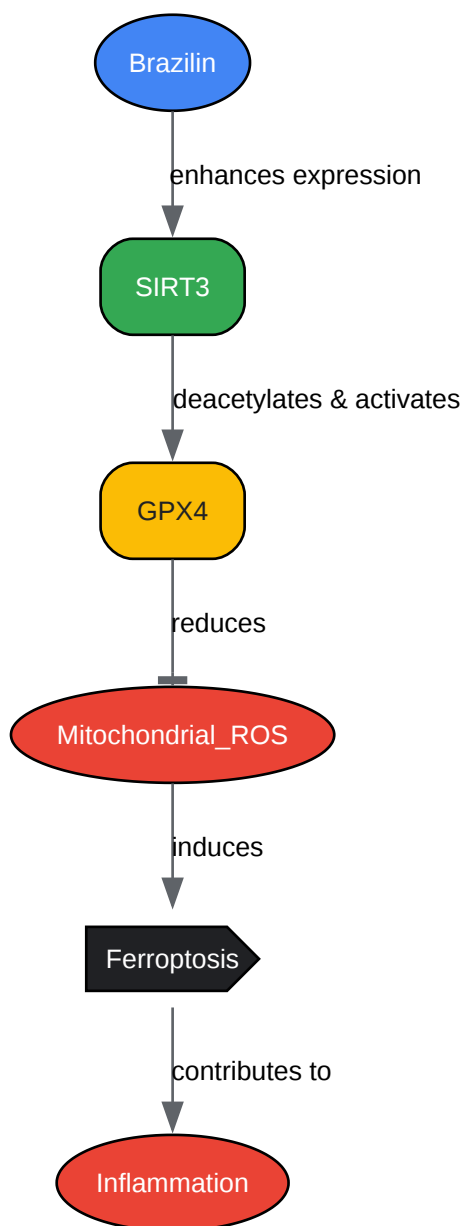 Brazilin
enhances expression
SIRT3
deacetylates & activates
GPX4
reduces
Mitochondrial_ROS
induces
Ferroptosis
contributes to
Inflammation